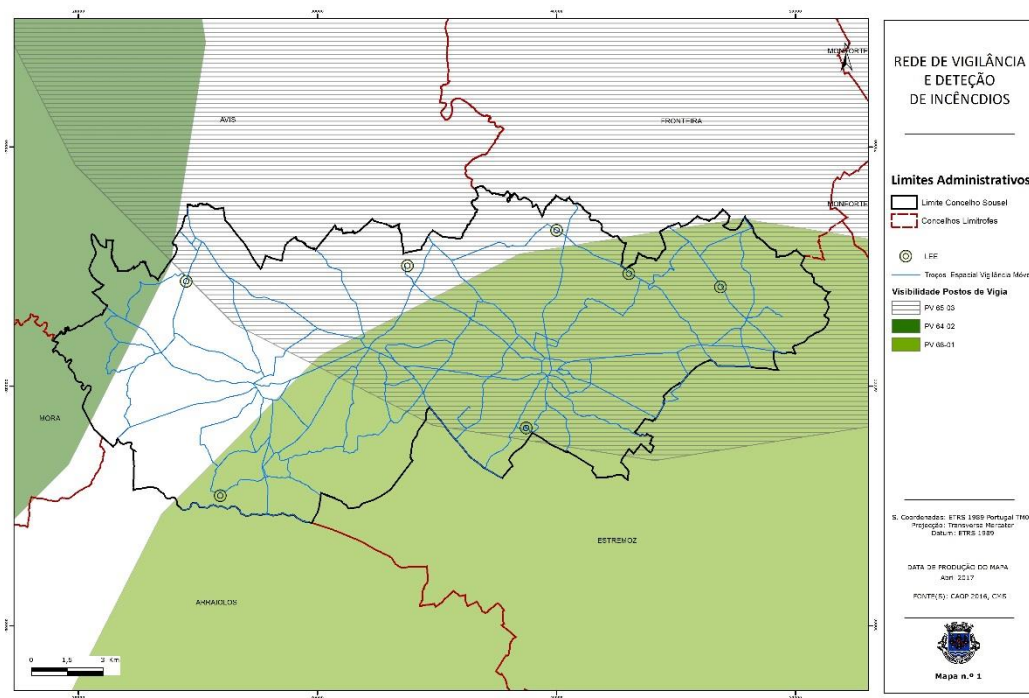 MONFORTE
AVIS
FRONTEIRA
MONFORTE
MORA
ESTREMOZ
ARRAIOLOS
0 1,5 3 Km
REDE DE VIGILÂNCIA
E DETEÇÃO
DE INCÊNCDIOS
Limites Administrativos
Limite Concelho Sousel
Concelhos Limítrofes
LEE
Troços Especial Vigilância Móvel
Visibilidade Postos de Vigia
PV 65-03
PV 64-02
PV 66-01
S. Coordenadas: ETRS 1989 Portugal TM06
Projecção: Transverse Mercator
Datum: ETRS 1989
DATA DE PRODUÇÃO DO MAPA
Abril 2017
FONTE(S): CAOP 2016, CMS
Mapa n.º 1